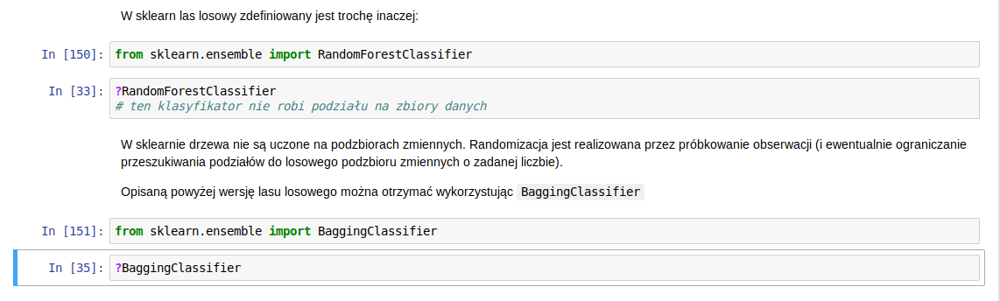 W sklearn las losowy zdefiniowany jest trochę inaczej:
In [150]: from sklearn.ensemble import RandomForestClassifier
In [33]: ?RandomForestClassifier
# ten klasyfikator nie robi podziału na zbiory danych
W sklearnie drzewa nie są uczone na podzbiorach zmiennych. Randomizacja jest realizowana przez próbkowanie obserwacji (i ewentualnie ograniczanie
przeszukiwania podziałów do losowego podzbioru zmiennych o zadanej liczbie).
Opisaną powyżej wersję lasu losowego można otrzymać wykorzystując BaggingClassifier
In [151]: from sklearn.ensemble import BaggingClassifier
In [35]: ?BaggingClassifier